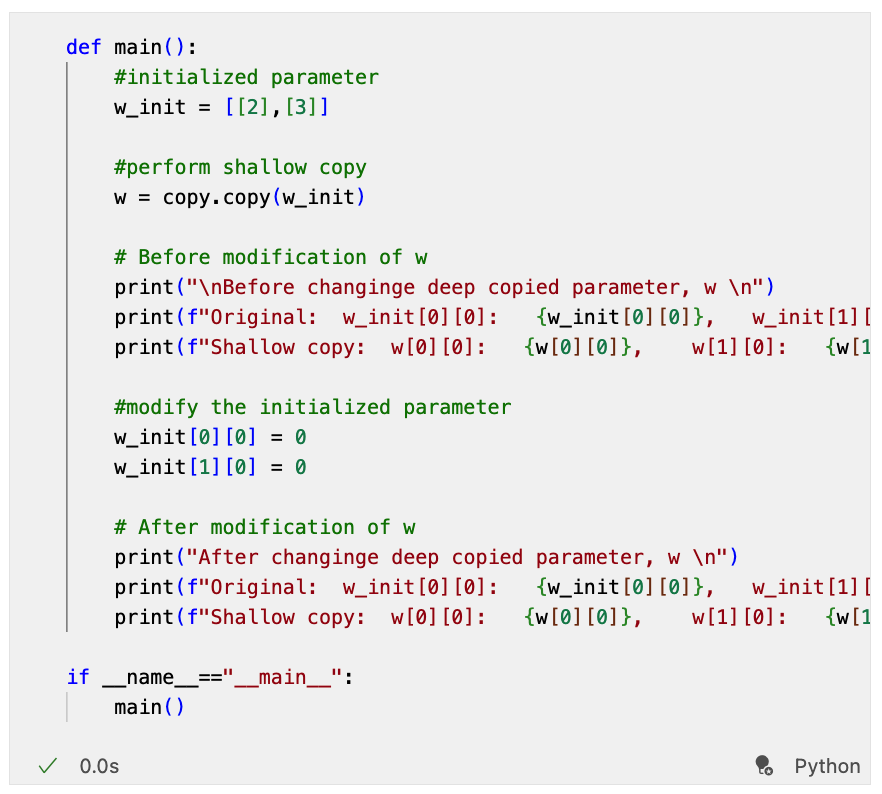 def main():
#initialized parameter
w_init = [[2],[3]]
#perform shallow copy
w = copy.copy(w_init)
# Before modification of w
print("\nBefore changinge deep copied parameter, w \n")
print(f"Original:  w_init[0][0]:   {w_init[0][0]},   w_init[1][
print(f"Shallow copy:  w[0][0]:   {w[0][0]},    w[1][0]:   {w[1
#modify the initialized parameter
w_init[0][0] = 0
w_init[1][0] = 0
# After modification of w
print("After changinge deep copied parameter, w \n")
print(f"Original:  w_init[0][0]:   {w_init[0][0]},   w_init[1][
print(f"Shallow copy:  w[0][0]:   {w[0][0]},    w[1][0]:   {w[1
if __name__=="__main__":
main()
0.0s Python